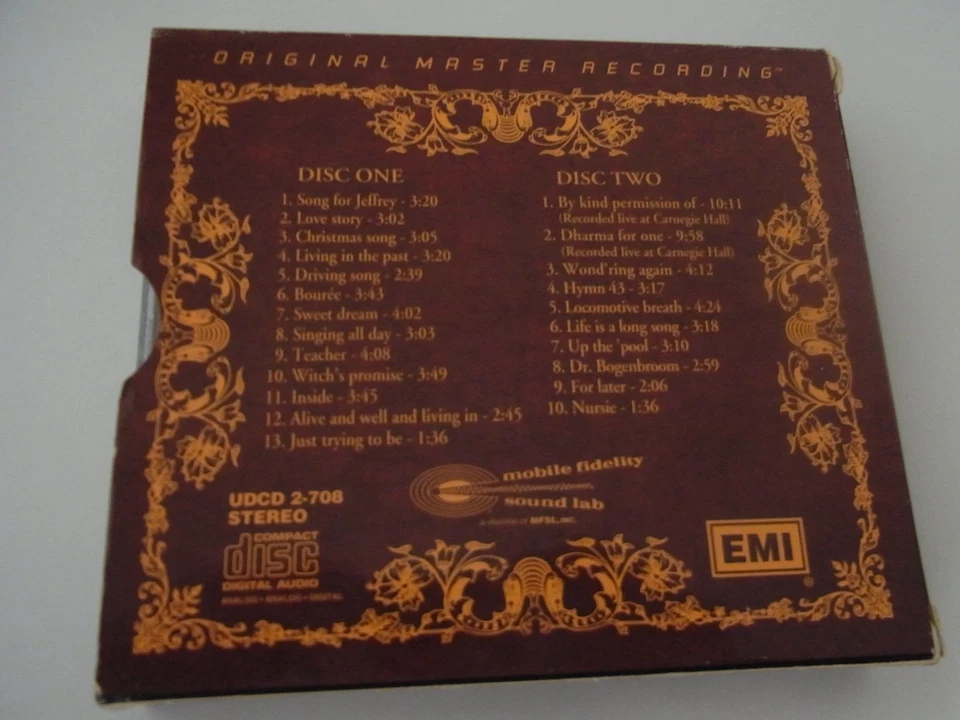 ORIGINAL MASTER RECORDING™
DISC ONE
1. Song for Jeffrey - 3:20
2. Love story - 3:02
3. Christmas song - 3:05
4. Living in the past - 3:20
5. Driving song - 2:39
6. Bourée - 3:43
7. Sweet dream - 4:02
8. Singing all day - 3:03
9. Teacher - 4:08
10. Witch's promise - 3:49
11. Inside - 3:45
12. Alive and well and living in - 2:45
13. Just trying to be - 1:36
DISC TWO
1. By kind permission of - 10:11
(Recorded live at Carnegie Hall)
2. Dharma for one - 9:58
(Recorded live at Carnegie Hall)
3. Wond'ring again - 4:12
4. Hymn 43 - 3:17
5. Locomotive breath - 4:24
6. Life is a long song - 3:18
7. Up the 'pool - 3:10
8. Dr. Bogenbroom - 2:59
9. For later - 2:06
10. Nursie - 1:36
mobile fidelity
sound lab
a division of MFSL, INC.
UDCD 2-708
STEREO
COMPACT
disc
DIGITAL AUDIO
ANALOG • ANALOG • DIGITAL
EMI®